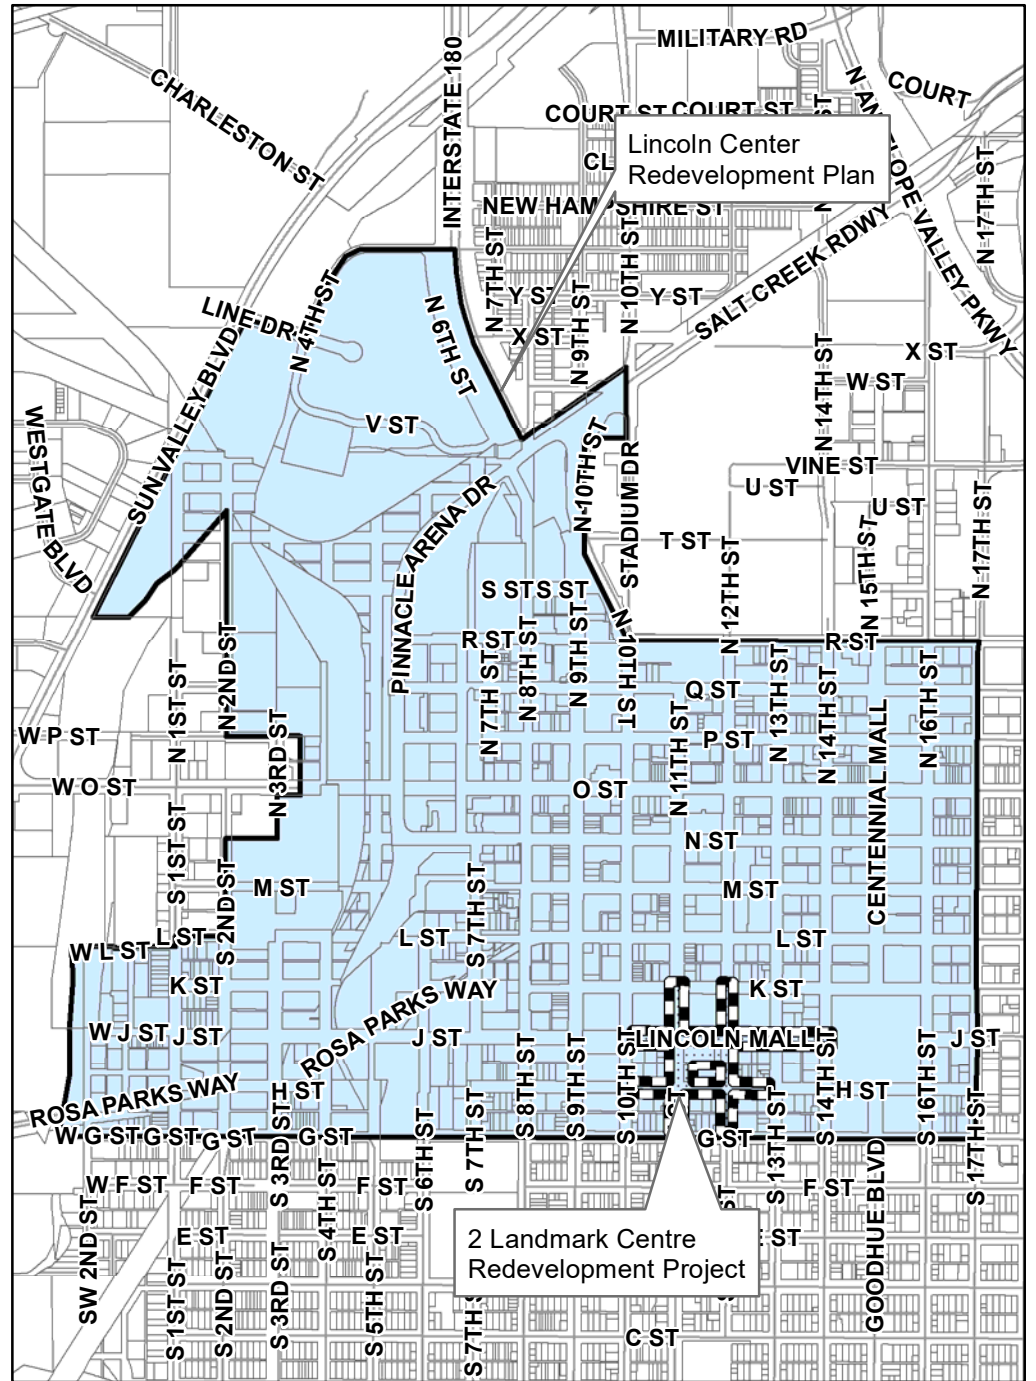 MILITARY RD
COURT
CHARLESTON ST
INTERSTATE 180
N ANTELOPE VALLEY PKWY
COURT ST COURT ST
ST
Lincoln Center
Redevelopment Plan
CL
N 17TH ST
NEW HAMPSHIRE ST
N 7TH ST
N 10TH ST
SALT CREEK RDWY
Y ST
Y ST
LINE DR
N 4TH ST
N 6TH ST
X ST
N 9TH ST
X ST
SUN VALLEY BLVD
N 14TH ST
W ST
WESTGATE BLVD
V ST
N 10TH ST
VINE ST
U ST
U ST
PINNACLE ARENA DR
STADIUM DR
T ST
N 12TH ST
N 15TH ST
N 17TH ST
S ST S ST
N 10TH ST
R ST
R ST
N 1ST ST
N 2ND ST
N 7TH ST
N 8TH ST
N 9TH ST
Q ST
N 13TH ST
N 14TH ST
N 16TH ST
W P ST
N 3RD ST
N 11TH ST
P ST
CENTENNIAL MALL
W O ST
O ST
S 1ST ST
N ST
M ST
M ST
S 2ND ST
S 7TH ST
W L ST
L ST
L ST
L ST
K ST
K ST
ROSA PARKS WAY
W J ST
J ST
J ST
LINCOLN MALL
J ST
S 8TH ST
S 9TH ST
S 10TH ST
S 14TH ST
S 16TH ST
ROSA PARKS WAY
H ST
H ST
ST
S 13TH ST
S 17TH ST
W G ST
G ST
G ST
G ST
G ST
S 3RD ST
S 6TH ST
S 7TH ST
W F ST
F ST
F ST
F ST
SW 2ND ST
S 4TH ST
ST
GOODHUE BLVD
E ST
E ST
E ST
2 Landmark Centre
Redevelopment Project
S 1ST ST
S 2ND ST
S 3RD ST
S 5TH ST
S 7TH S
C ST